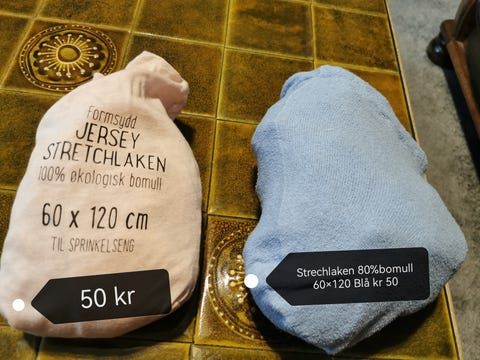 Formsydd
JERSEY
STRETCHLAKEN
100% økologisk bomull
60 x 120 cm
TIL SPRINKELSENG
50 kr
Strechlaken 80%bomull
60×120 Blå kr 50